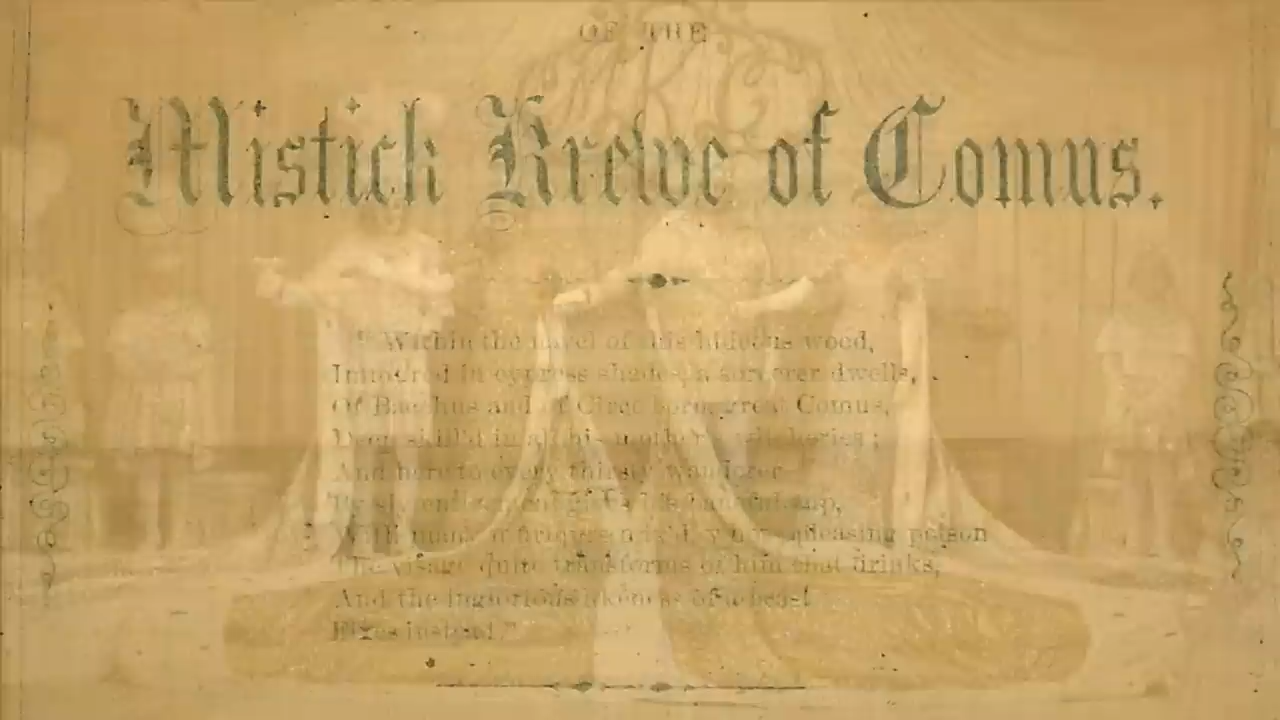 OF THE
Mistick Krewe of Comus.
"Within the navel of this hideous wood,
Immured in cypress shades, a sorcerer dwells,
Of Bacchus and of Circe born, great Comus,
Deep skill'd in all his mother's witcheries;
And here to every thirsty wanderer
By sly enticement gives his baneful cup,
With many murmurs mix'd, whose pleasing poison
The visage quite transforms of him that drinks,
And the inglorious likeness of a beast
Fixes instead."